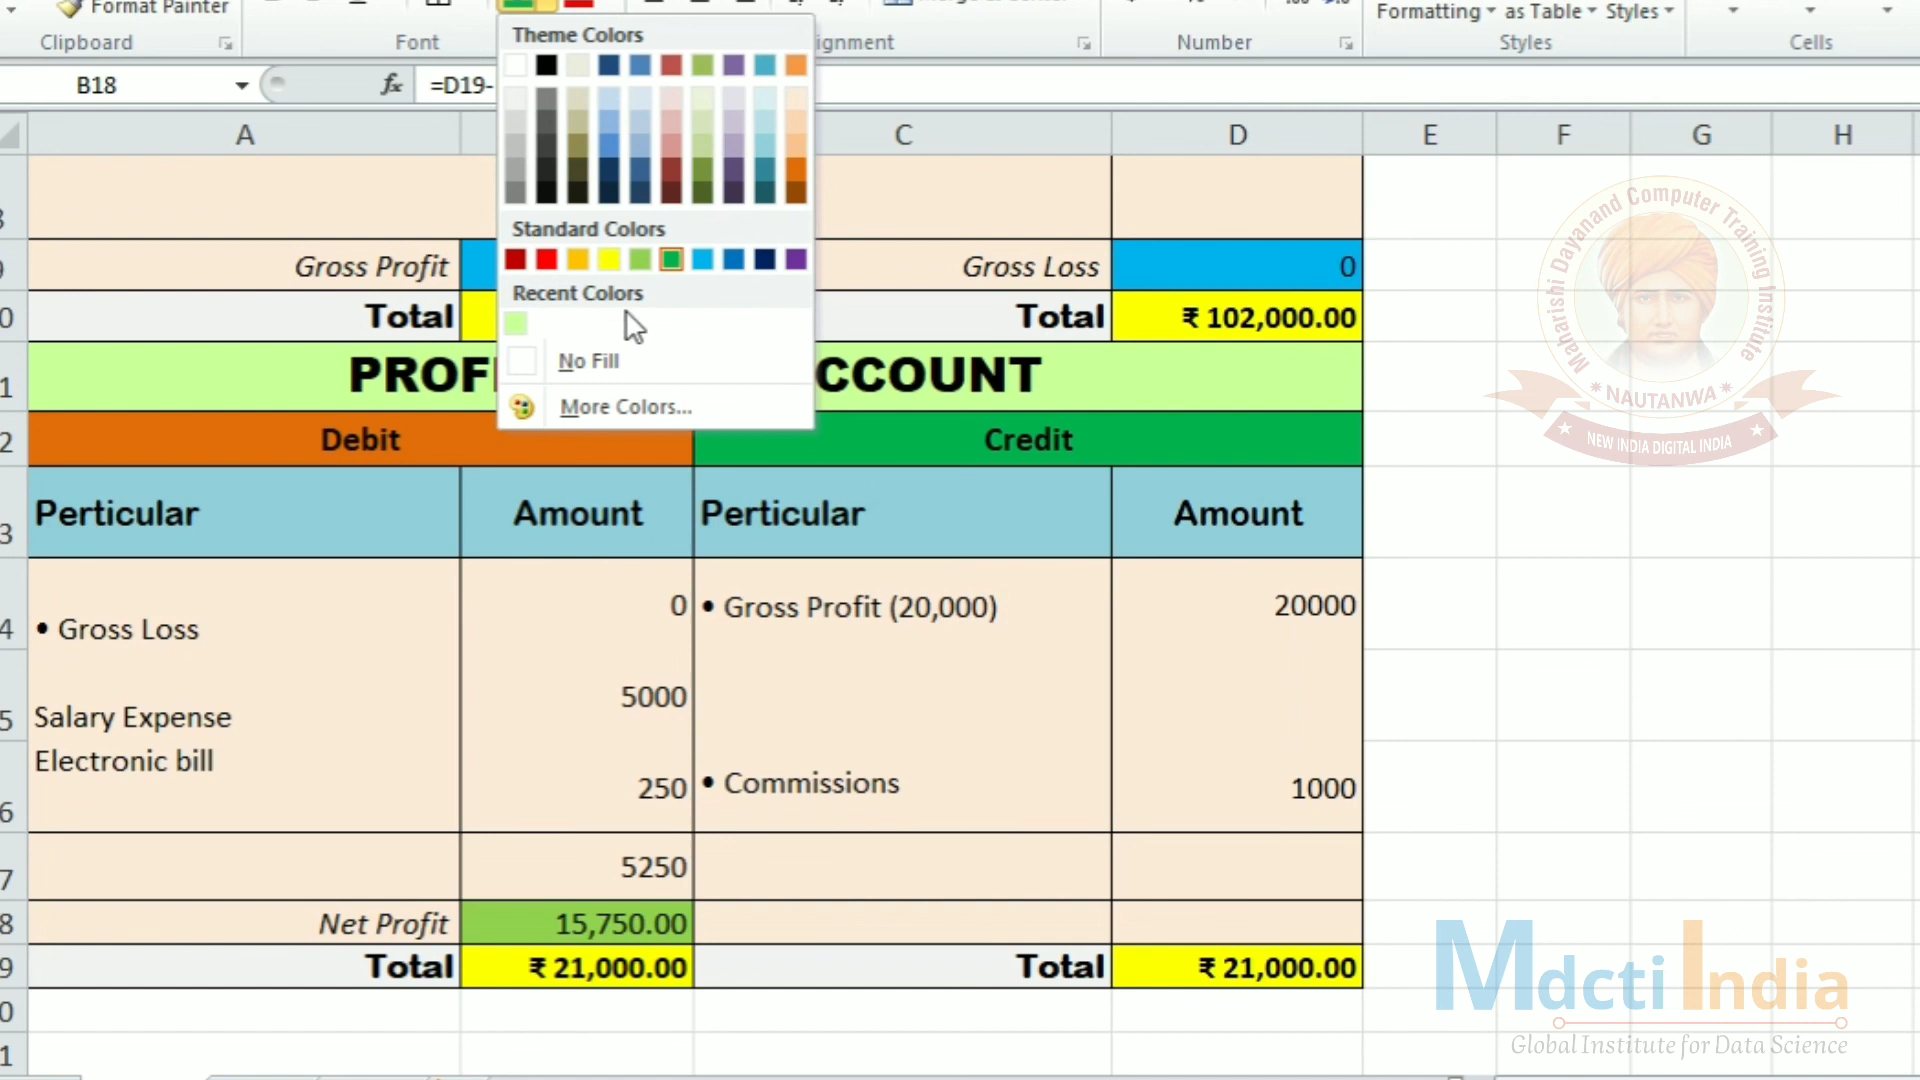 Format Painter
Formatting as Table Styles
Clipboard Font Number Styles Cells
Theme Colors
B18 fx =D19-
A C D E F G H
Standard Colors
Gross Profit Gross Loss 0
Recent Colors
Total Total ₹ 102,000.00
No Fill
More Colors...
Debit Credit
Perticular Amount Perticular Amount
• Gross Loss 0 • Gross Profit (20,000) 20000
Salary Expense 5000
Electronic bill 250 • Commissions 1000
5250
Net Profit 15,750.00
Total ₹ 21,000.00 Total ₹ 21,000.00
Maharishi Dayanand Computer Training Institute
NAUTANWA
NEW INDIA DIGITAL INDIA
Mdcti India
Global Institute for Data Science